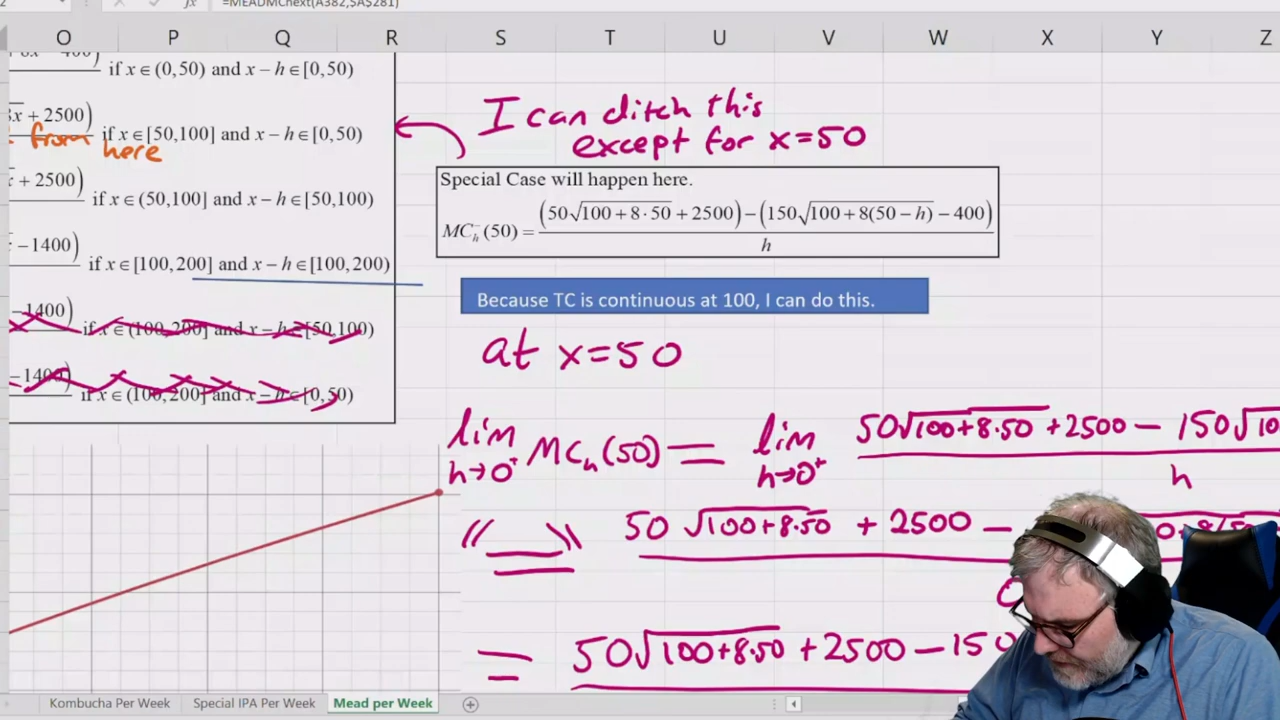 =MEADMCnext(A382,$A$281)
O P Q R S T U V W X Y Z
if x ∈ (0,50) and x − h ∈ [0,50)
+ 2500) if x ∈ [50,100] and x − h ∈ [0,50)
from here
+ 2500) if x ∈ (50,100] and x − h ∈ [50,100)
−1400) if x ∈ [100,200] and x − h ∈ [100,200)
−1400) if x ∈ (100,200] and x − h ∈ [50,100)
−1400) if x ∈ (100,200] and x − h ∈ [0,50)
I can ditch this
except for x=50
Special Case will happen here.
MC⁻ₕ(50) = ((50√(100+8·50) + 2500) − (150√(100+8(50−h)) − 400)) / h
Because TC is continuous at 100, I can do this.
at x=50
lim h→0⁺ MCₕ(50) = lim h→0⁺ 50√100+8·50 +2500 − 150√10
h
"=" 50 √100+8·50 + 2500 −
= 50√100+8·50 +2500 −150
Kombucha Per Week Special IPA Per Week Mead per Week